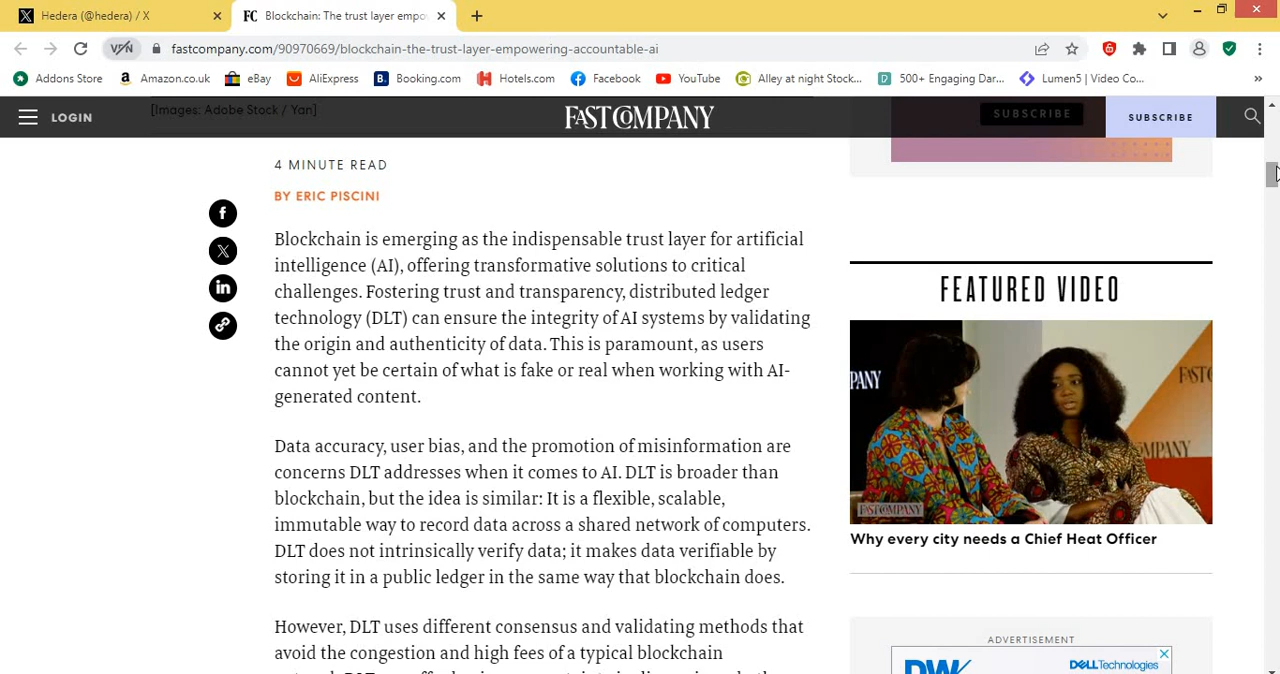 Hedera (@hedera) / X
FC Blockchain: The trust layer empo
fastcompany.com/90970669/blockchain-the-trust-layer-empowering-accountable-ai
VPN
Addons Store
Amazon.co.uk
eBay
AliExpress
Booking.com
Hotels.com
Facebook
YouTube
Alley at night Stock...
500+ Engaging Dar...
Lumen5 | Video Co...
»
[Images: Adobe Stock / Yan]
LOGIN
FAST COMPANY
SUBSCRIBE
SUBSCRIBE
4 MINUTE READ
BY ERIC PISCINI
Blockchain is emerging as the indispensable trust layer for artificial
intelligence (AI), offering transformative solutions to critical
challenges. Fostering trust and transparency, distributed ledger
technology (DLT) can ensure the integrity of AI systems by validating
the origin and authenticity of data. This is paramount, as users
cannot yet be certain of what is fake or real when working with AI-
generated content.
Data accuracy, user bias, and the promotion of misinformation are
concerns DLT addresses when it comes to AI. DLT is broader than
blockchain, but the idea is similar: It is a flexible, scalable,
immutable way to record data across a shared network of computers.
DLT does not intrinsically verify data; it makes data verifiable by
storing it in a public ledger in the same way that blockchain does.
However, DLT uses different consensus and validating methods that
avoid the congestion and high fees of a typical blockchain
FEATURED VIDEO
PANY
FAST
MPANY
FAST COMPANY
Why every city needs a Chief Heat Officer
ADVERTISEMENT
DELLTechnologies